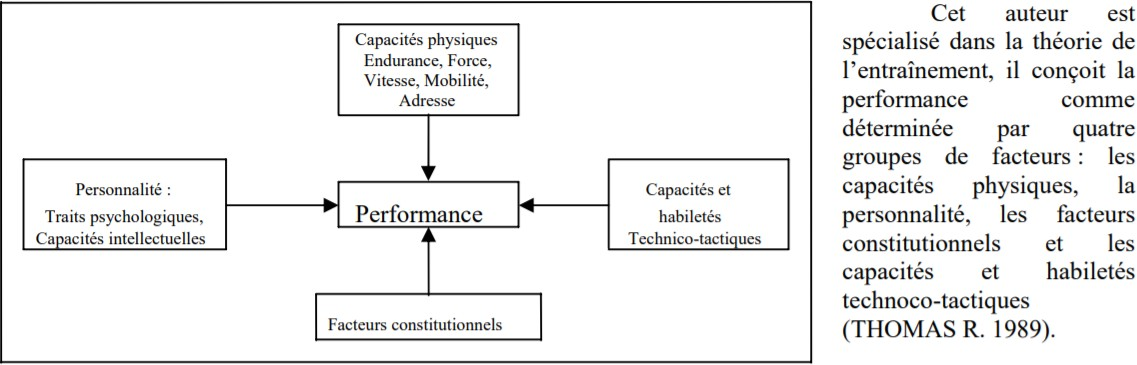 Capacités physiques
Endurance, Force,
Vitesse, Mobilité,
Adresse
Personnalité :
Traits psychologiques,
Capacités intellectuelles
Performance
Capacités et
habiletés
Technico-tactiques
Facteurs constitutionnels
Cet auteur est
spécialisé dans la théorie de
l’entraînement, il conçoit la
performance comme
déterminée par quatre
groupes de facteurs : les
capacités physiques, la
personnalité, les facteurs
constitutionnels et les
capacités et habiletés
technoco-tactiques
(THOMAS R. 1989).